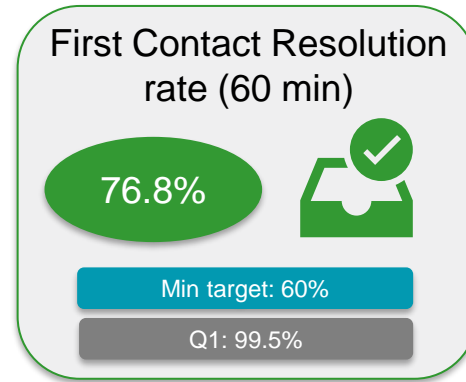 First Contact Resolution
rate (60 min)
76.8%
Min target: 60%
Q1: 99.5%